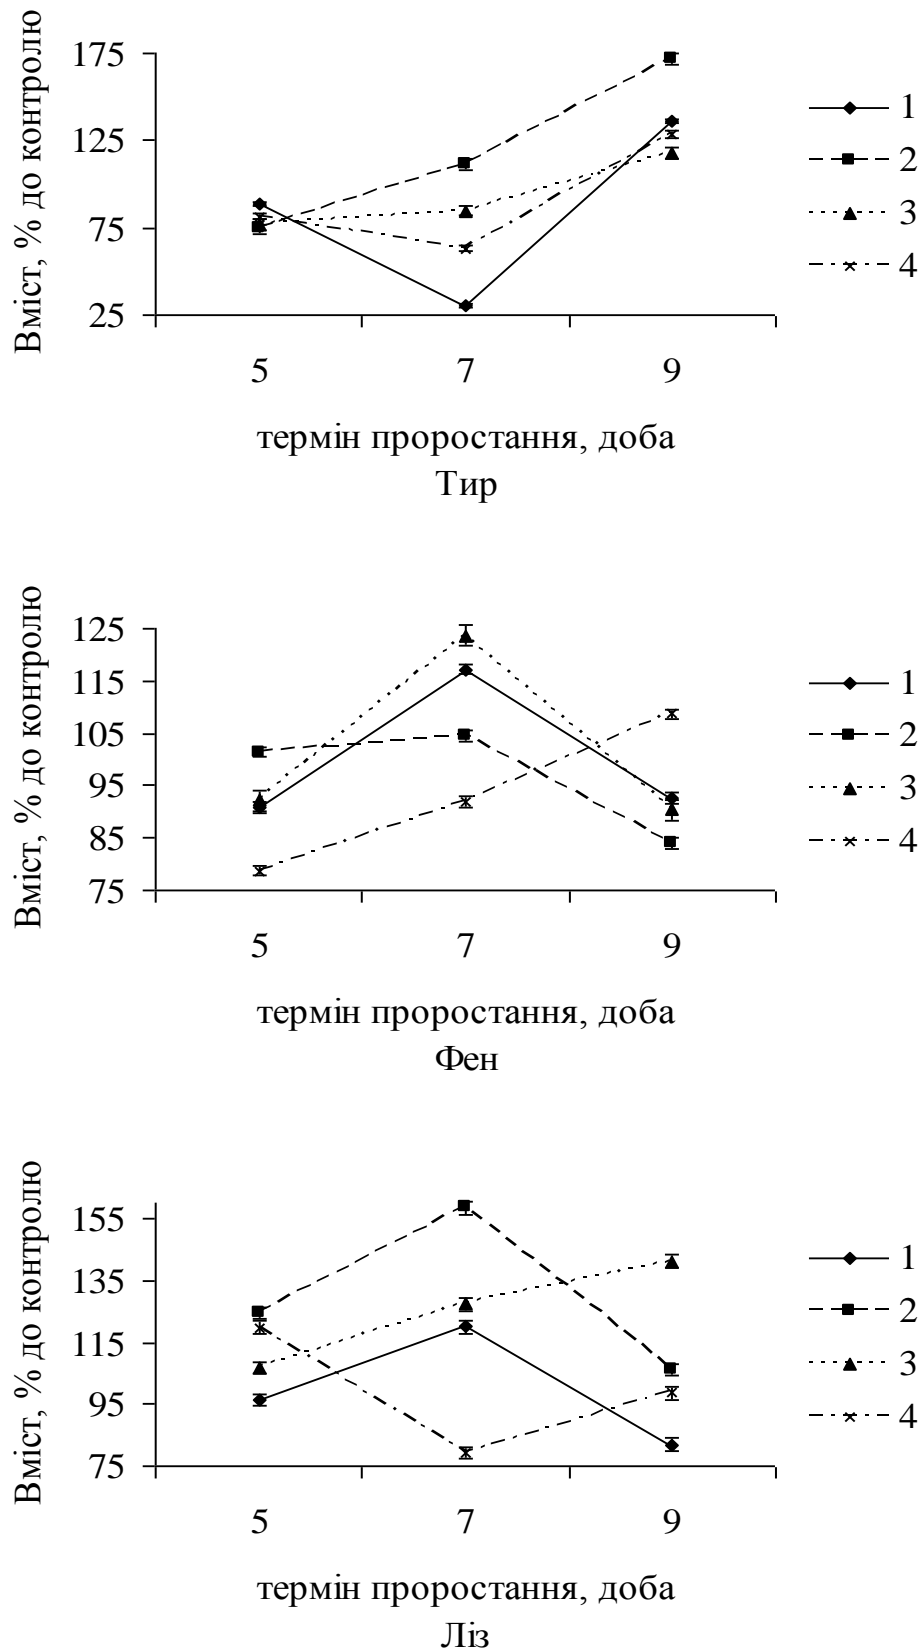 Вміст, % до контролю
175
125
75
25
5 7 9
термін проростання, доба
Тир
1
2
3
4
Вміст, % до контролю
125
115
105
95
85
75
5 7 9
термін проростання, доба
Фен
1
2
3
4
Вміст, % до контролю
155
135
115
95
75
5 7 9
термін проростання, доба
Ліз
1
2
3
4